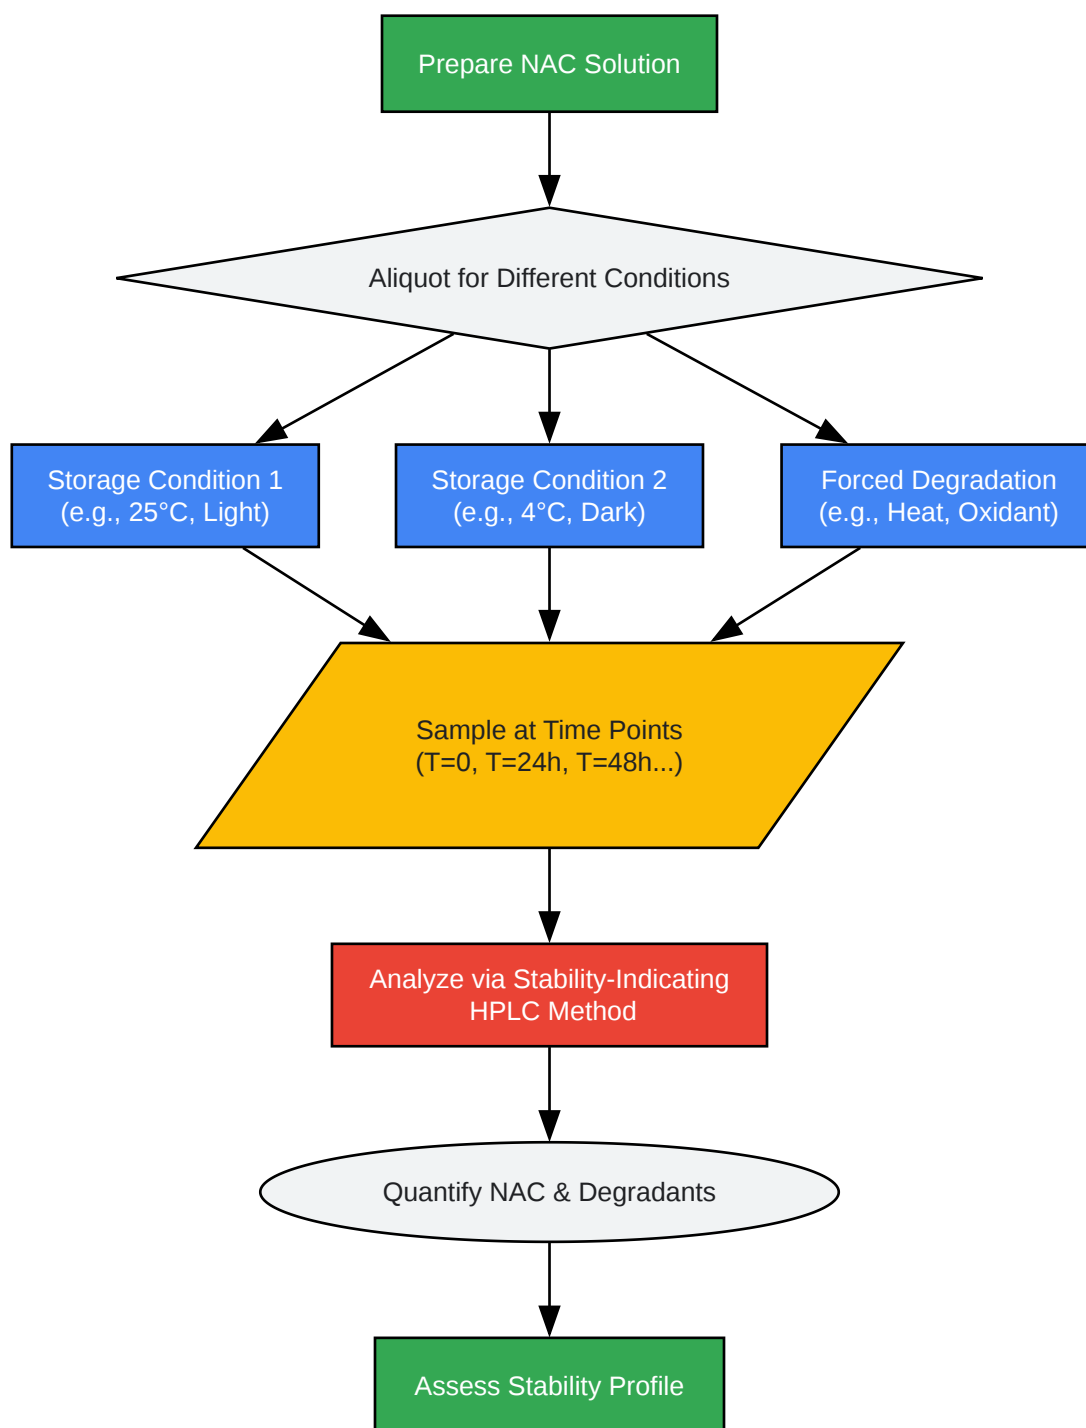 Prepare NAC Solution
Aliquot for Different Conditions
Storage Condition 1
(e.g., 25°C, Light)
Storage Condition 2
(e.g., 4°C, Dark)
Forced Degradation
(e.g., Heat, Oxidant)
Sample at Time Points
(T=0, T=24h, T=48h...)
Analyze via Stability-Indicating
HPLC Method
Quantify NAC & Degradants
Assess Stability Profile